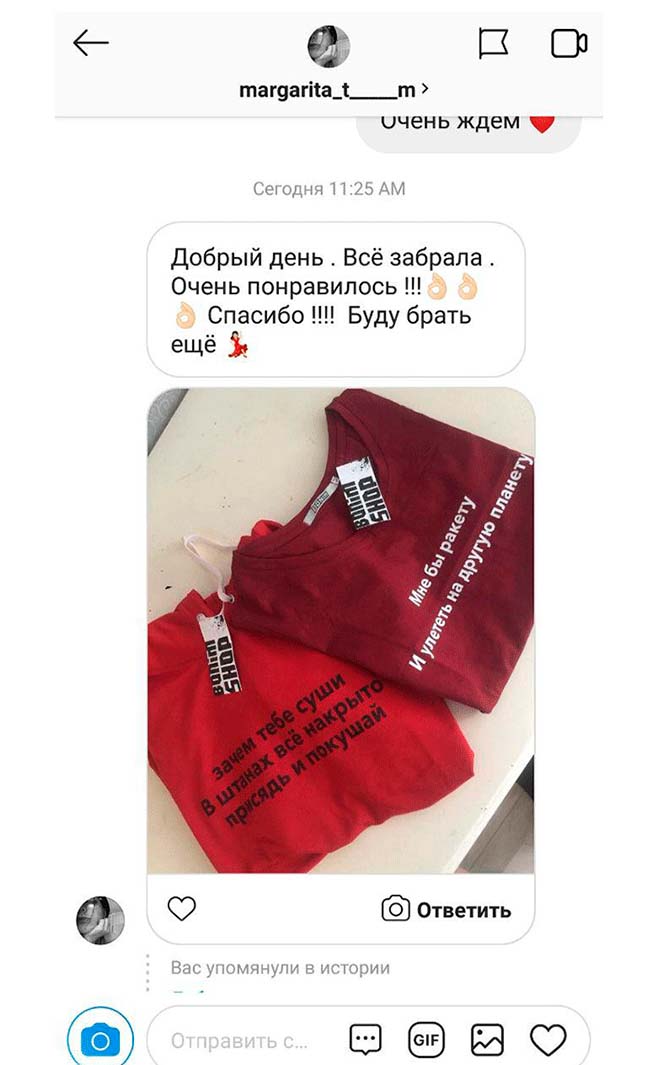 margarita_t_____m >
Очень ждем ❤️
Сегодня 11:25 AM
Добрый день . Всё забрала .
Очень понравилось !!!👌🏻👌🏻
👌🏻 Спасибо !!!! Буду брать
ещё 💃🏻
SHOP
Мне бы ракету
И улететь на другую планету
SHOP
зачем тебе суши
В штанах всё накрыто
присядь и покушай
Ответить
Вас упомянули в истории
Отправить с...
GIF